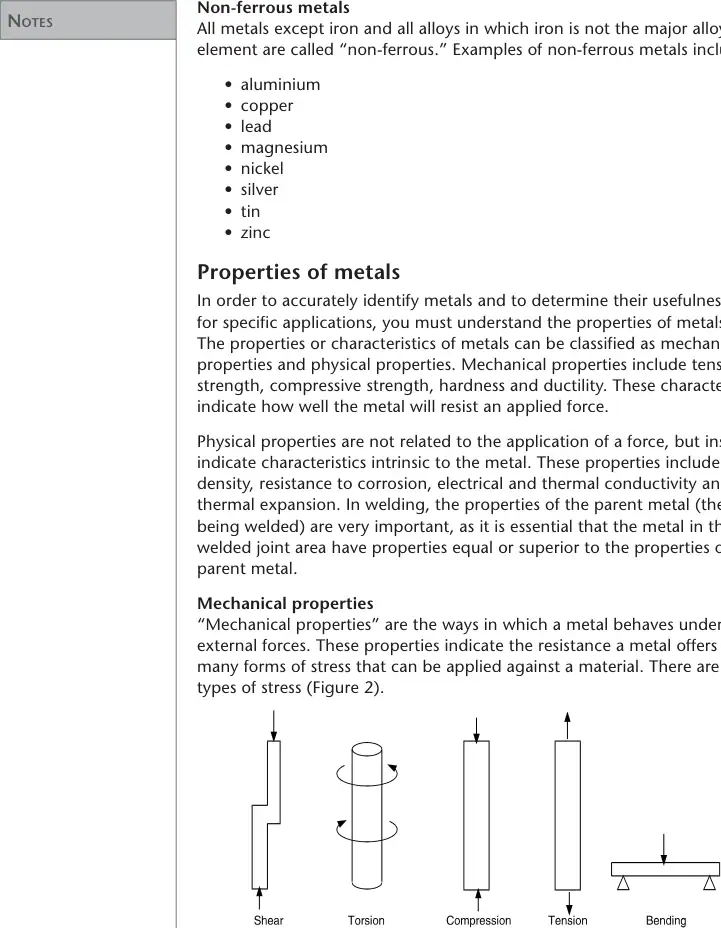 NOTES
Non-ferrous metals
All metals except iron and all alloys in which iron is not the major alloy
element are called “non-ferrous.” Examples of non-ferrous metals inclu
• aluminium
• copper
• lead
• magnesium
• nickel
• silver
• tin
• zinc
Properties of metals
In order to accurately identify metals and to determine their usefulness
for specific applications, you must understand the properties of metals
The properties or characteristics of metals can be classified as mechan
properties and physical properties. Mechanical properties include tens
strength, compressive strength, hardness and ductility. These characte
indicate how well the metal will resist an applied force.
Physical properties are not related to the application of a force, but ins
indicate characteristics intrinsic to the metal. These properties include
density, resistance to corrosion, electrical and thermal conductivity an
thermal expansion. In welding, the properties of the parent metal (the
being welded) are very important, as it is essential that the metal in th
welded joint area have properties equal or superior to the properties o
parent metal.
Mechanical properties
“Mechanical properties” are the ways in which a metal behaves under
external forces. These properties indicate the resistance a metal offers
many forms of stress that can be applied against a material. There are
types of stress (Figure 2).
Shear Torsion Compression Tension Bending